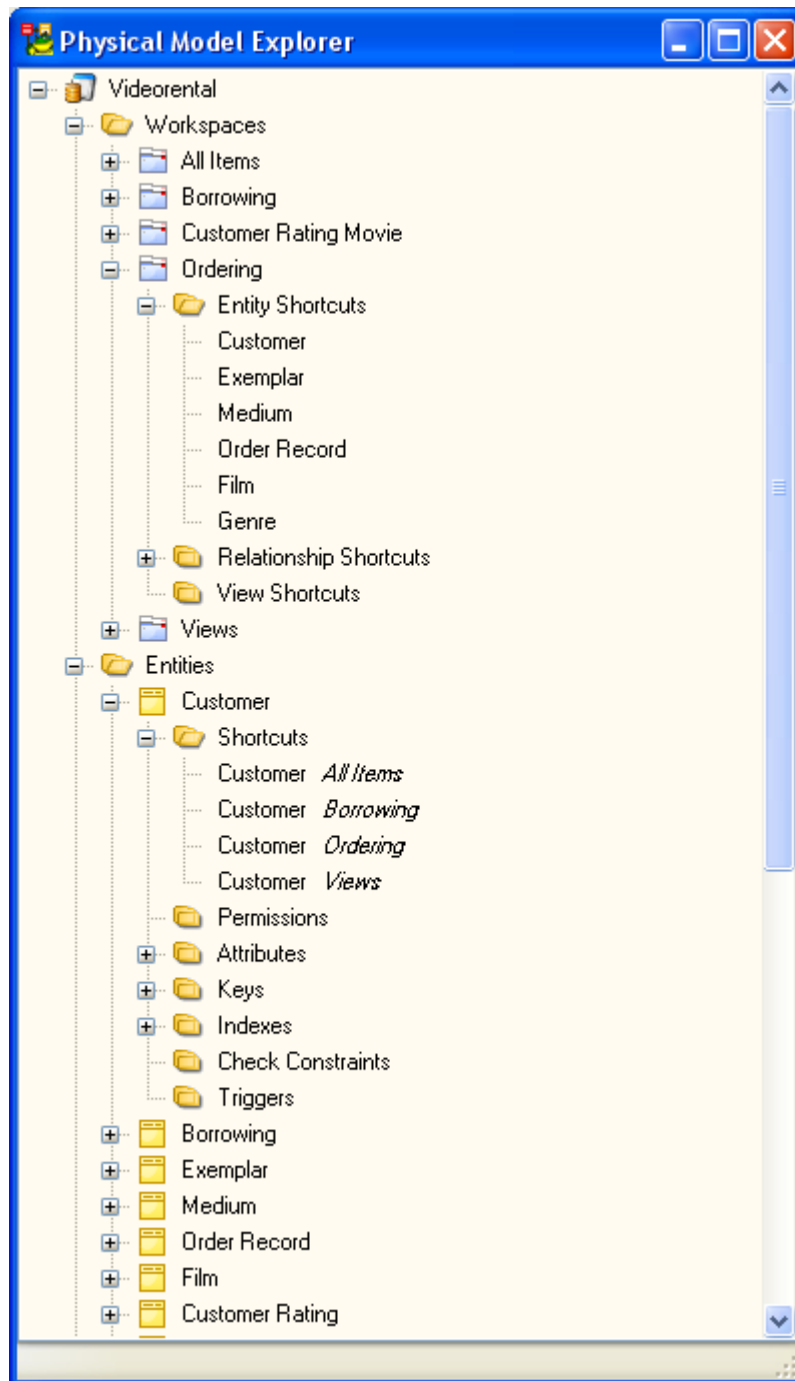 Physical Model Explorer
Videorental
Workspaces
All Items
Borrowing
Customer Rating Movie
Ordering
Entity Shortcuts
Customer
Exemplar
Medium
Order Record
Film
Genre
Relationship Shortcuts
View Shortcuts
Views
Entities
Customer
Shortcuts
Customer All Items
Customer Borrowing
Customer Ordering
Customer Views
Permissions
Attributes
Keys
Indexes
Check Constraints
Triggers
Borrowing
Exemplar
Medium
Order Record
Film
Customer Rating